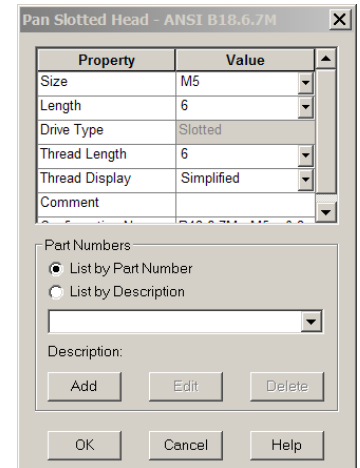 Pan Slotted Head - ANSI B18.6.7M
Property Value
Size M5
Length 6
Drive Type Slotted
Thread Length 6
Thread Display Simplified
Comment
Part Numbers
List by Part Number
List by Description
Description:
Add Edit Delete
OK Cancel Help